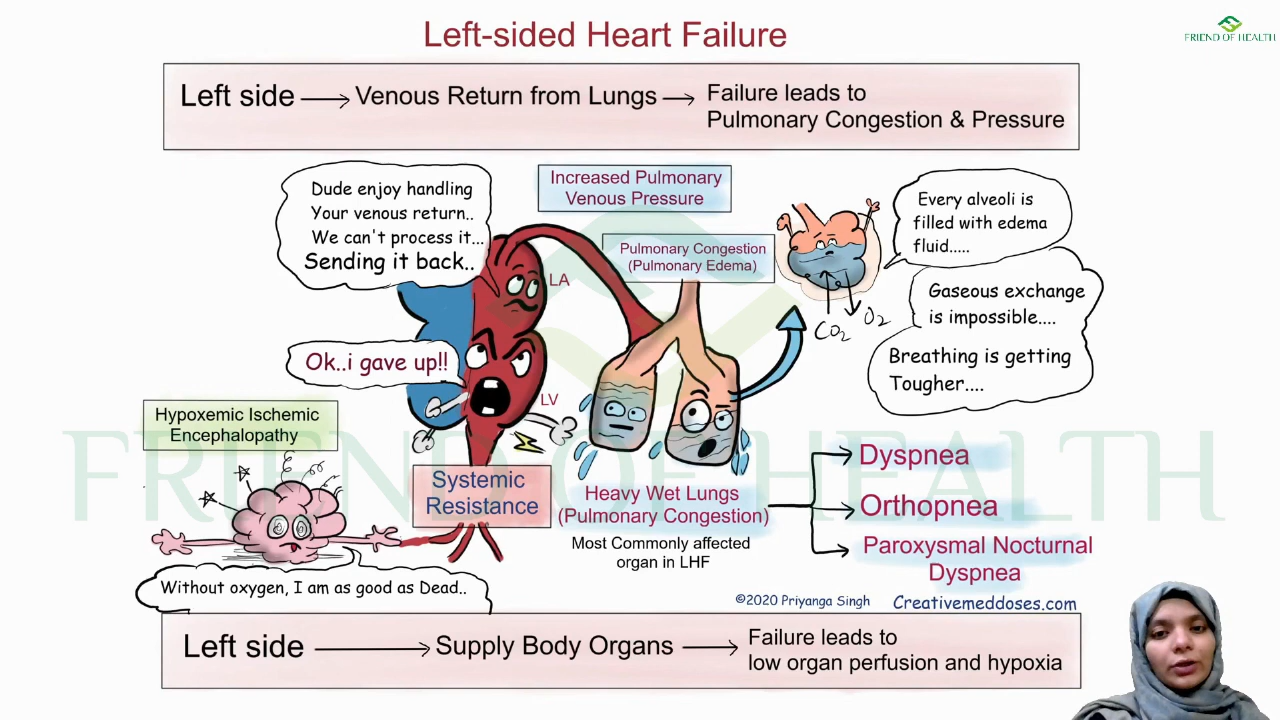 Left-sided Heart Failure
FRIEND OF HEALTH
Left side
Venous Return from Lungs
Failure leads to
Pulmonary Congestion & Pressure
Dude enjoy handling
Your venous return..
We can't process it...
Sending it back..
Increased Pulmonary
Venous Pressure
Pulmonary Congestion
(Pulmonary Edema)
Every alveoli is
filled with edema
fluid.....
LA
Gaseous exchange
is impossible....
CO2
O2
Breathing is getting
Tougher....
Ok..i gave up!!
LV
Hypoxemic Ischemic
Encephalopathy
FRIEND OF HEALTH
Systemic
Resistance
Heavy Wet Lungs
(Pulmonary Congestion)
Most Commonly affected
organ in LHF
Dyspnea
Orthopnea
Paroxysmal Nocturnal
Dyspnea
Without oxygen, I am as good as Dead..
©2020 Priyanga Singh
Creativemeddoses.com
Left side
Supply Body Organs
Failure leads to
low organ perfusion and hypoxia